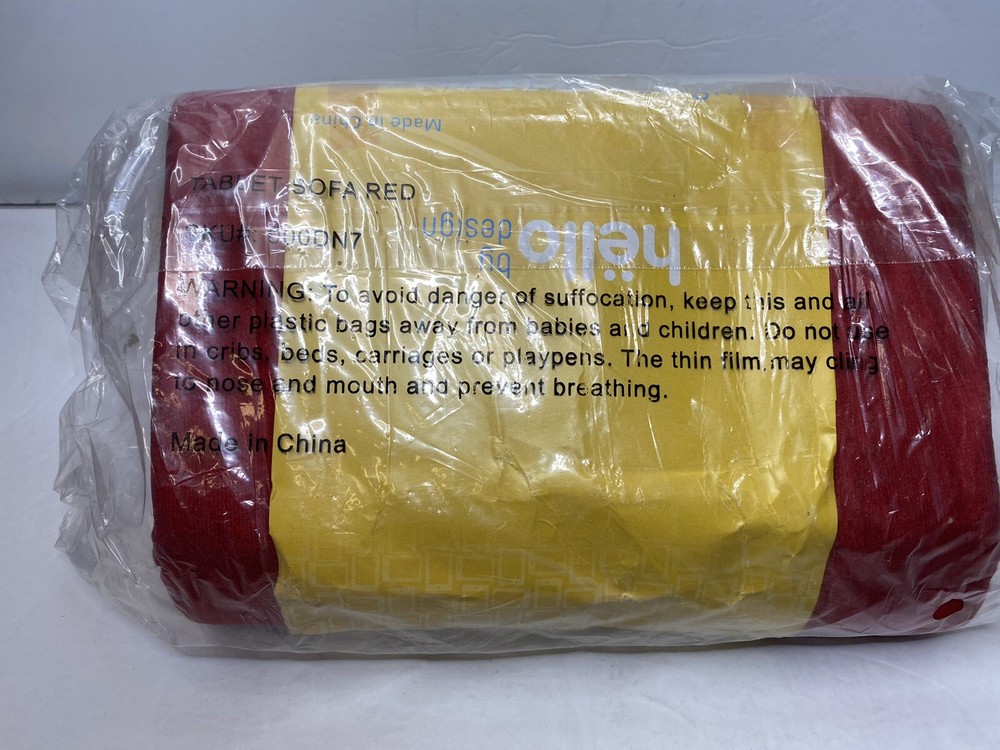 Made in China
TABLET SOFA RED
SKU#:
hëllo
by
design
WARNING: To avoid danger of suffocation, keep this and all
other plastic bags away from babies and children. Do not use
in cribs, beds, carriages or playpens. The thin film may cling
to nose and mouth and prevent breathing.
Made in China